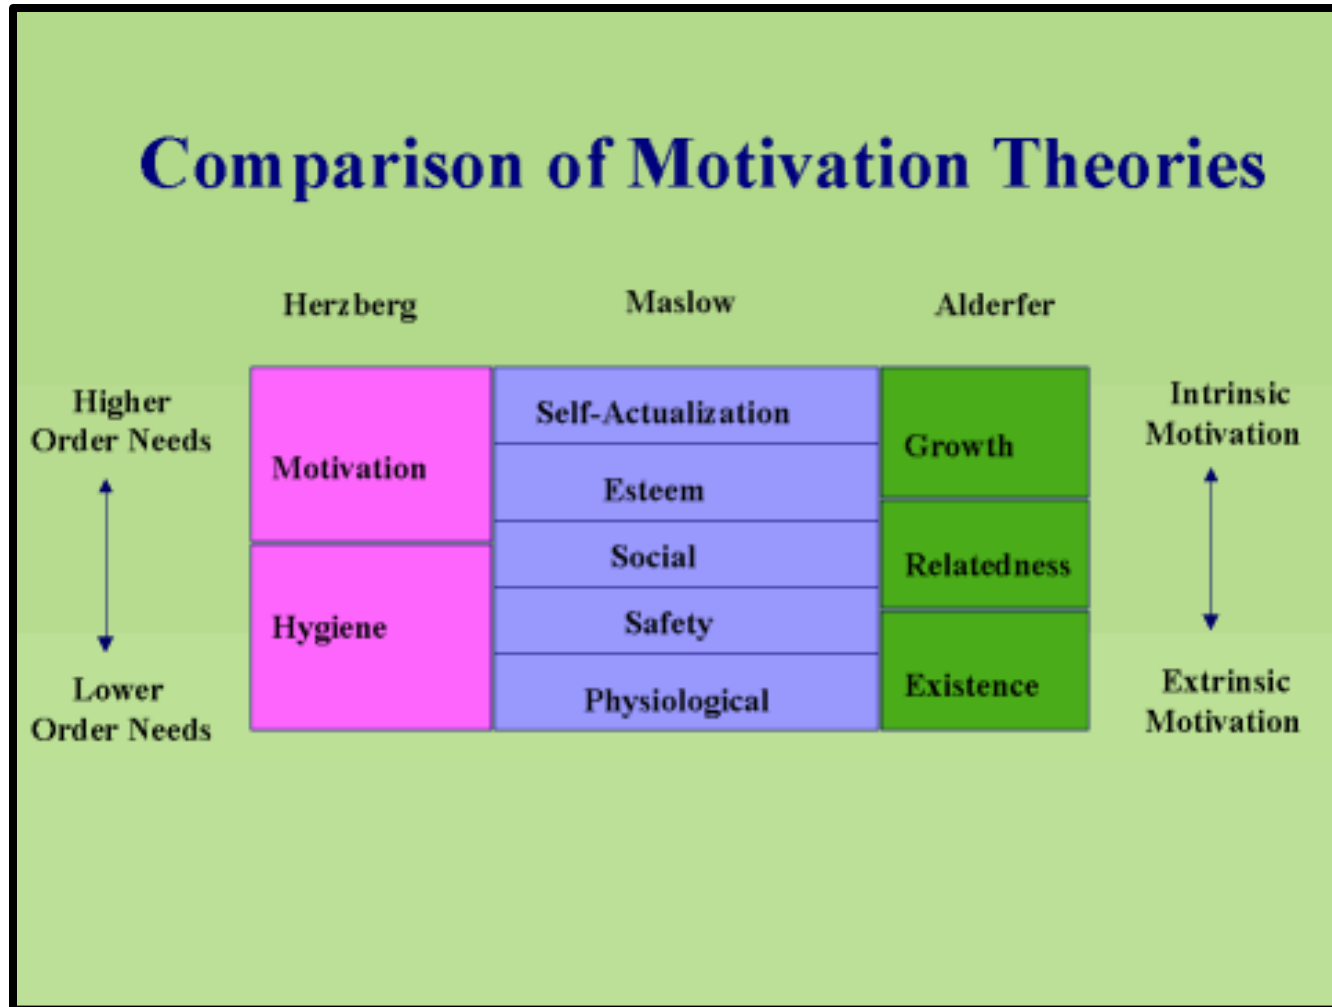 Comparison of Motivation Theories
Herzberg
Maslow
Alderfer
Higher
Order Needs
Lower
Order Needs
Motivation
Hygiene
Self-Actualization
Esteem
Social
Safety
Physiological
Growth
Relatedness
Existence
Intrinsic
Motivation
Extrinsic
Motivation